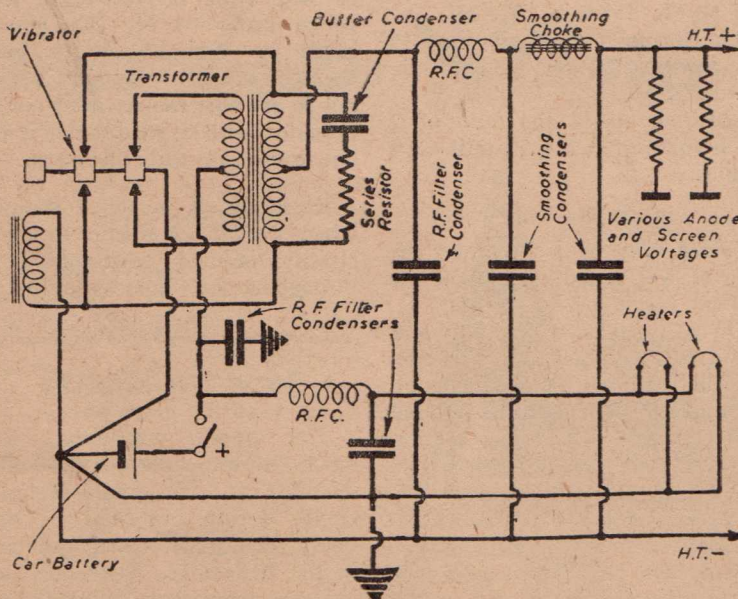 Vibrator
Transformer
Buffer Condenser
Smoothing
Choke
H.T. +
R.F.C
Series
Resistor
R.F. Filter
Condenser
Smoothing
Condensers
Various Anode
and Screen
Voltages
R.F. Filter
Condensers
Heaters
R.F.C.
+
Car Battery
H.T. -